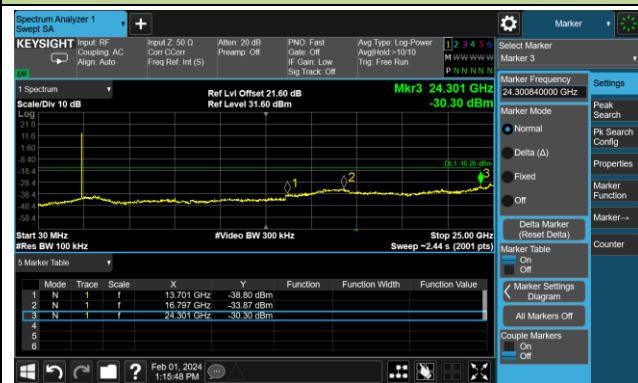 Spectrum Analyzer 1
Swept SA
Marker
KEYSIGHT
Input: RF
Coupling: AC
Align: Auto
Input Z: 50 Ω
Corr CCorr
Freq Ref: Int (S)
Atten: 20 dB
Preamp: Off
PNO: Fast
Gate: Off
IF Gain: Low
Sig Track: Off
Avg Type: Log-Power
Avg|Hold:>10/10
Trig: Free Run
1 2 3 4 5 6
M W W W W W
P N N N N N
Select Marker
Marker 3
1 Spectrum
Scale/Div 10 dB
Log
Ref Lvl Offset 21.60 dB
Ref Level 31.60 dBm
Mkr3 24.301 GHz
-30.30 dBm
21.6
11.6
1.60
-8.40
-18.4
-28.4
-38.4
-48.4
-58.4
DL1 -16.20 dBm
1
2
3
Start 30 MHz
#Res BW 100 kHz
#Video BW 300 kHz
Stop 25.00 GHz
Sweep ~2.44 s (2001 pts)
5 Marker Table
Mode Trace Scale X Y Function Function Width Function Value
1 N 1 f 13.701 GHz -38.80 dBm
2 N 1 f 16.797 GHz -33.87 dBm
3 N 1 f 24.301 GHz -30.30 dBm
4
5
6
Marker Frequency
24.300840000 GHz
Marker Mode
Normal
Delta (Δ)
Fixed
Off
Delta Marker
(Reset Delta)
Marker Table
On
Off
Marker Settings
Diagram
All Markers Off
Couple Markers
On
Off
Settings
Peak
Search
Pk Search
Config
Properties
Marker
Function
Marker→
Counter
Feb 01, 2024
1:15:48 PM